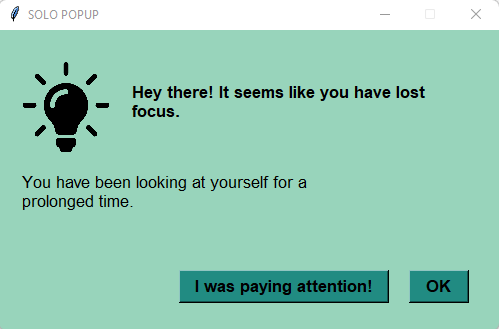 SOLO POPUP
Hey there! It seems like you have lost
focus.
You have been looking at yourself for a
prolonged time.
I was paying attention!
OK